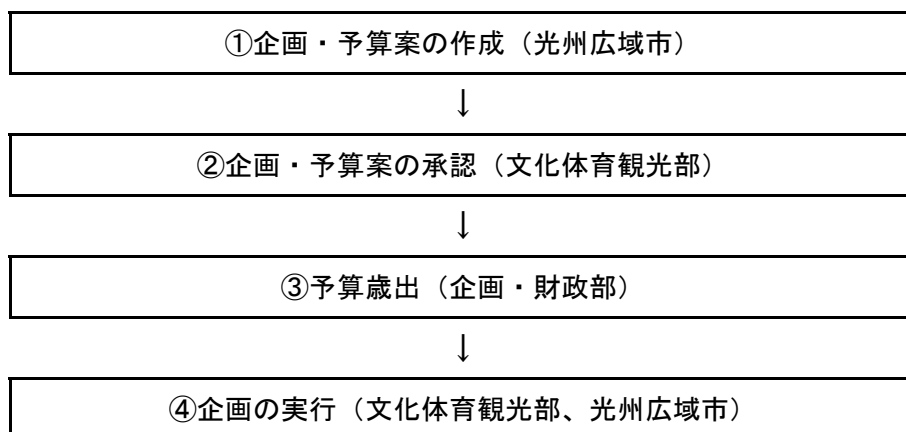 ①企画・予算案の作成（光州広域市）
↓
②企画・予算案の承認（文化体育観光部）
↓
③予算歳出（企画・財政部）
↓
④企画の実行（文化体育観光部、光州広域市）